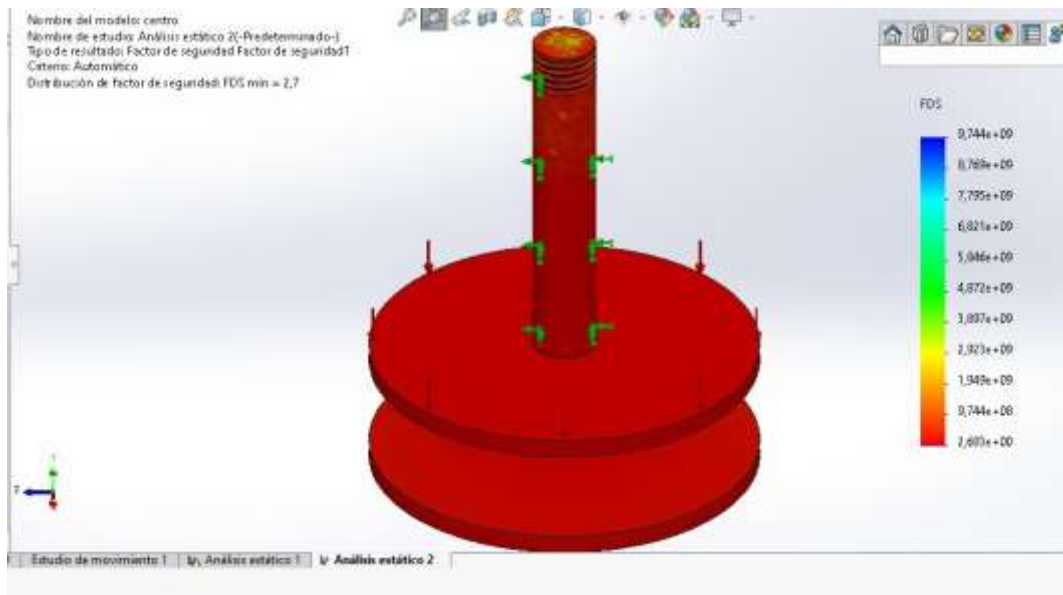 Nombre del modelo: centro
Nombre de estudio: Análisis estático 2(-Predeterminado-)
Tipo de resultado: Factor de seguridad Factor de seguridad1
Criterio: Automático
Distribución de factor de seguridad: FDS min = 2,7
FDS
9,744e+09
8,769e+09
7,795e+09
6,821e+09
5,846e+09
4,872e+09
3,897e+09
2,923e+09
1,949e+09
9,744e+08
2,693e+00
Estudio de movimiento 1
Análisis estático 1
Análisis estático 2